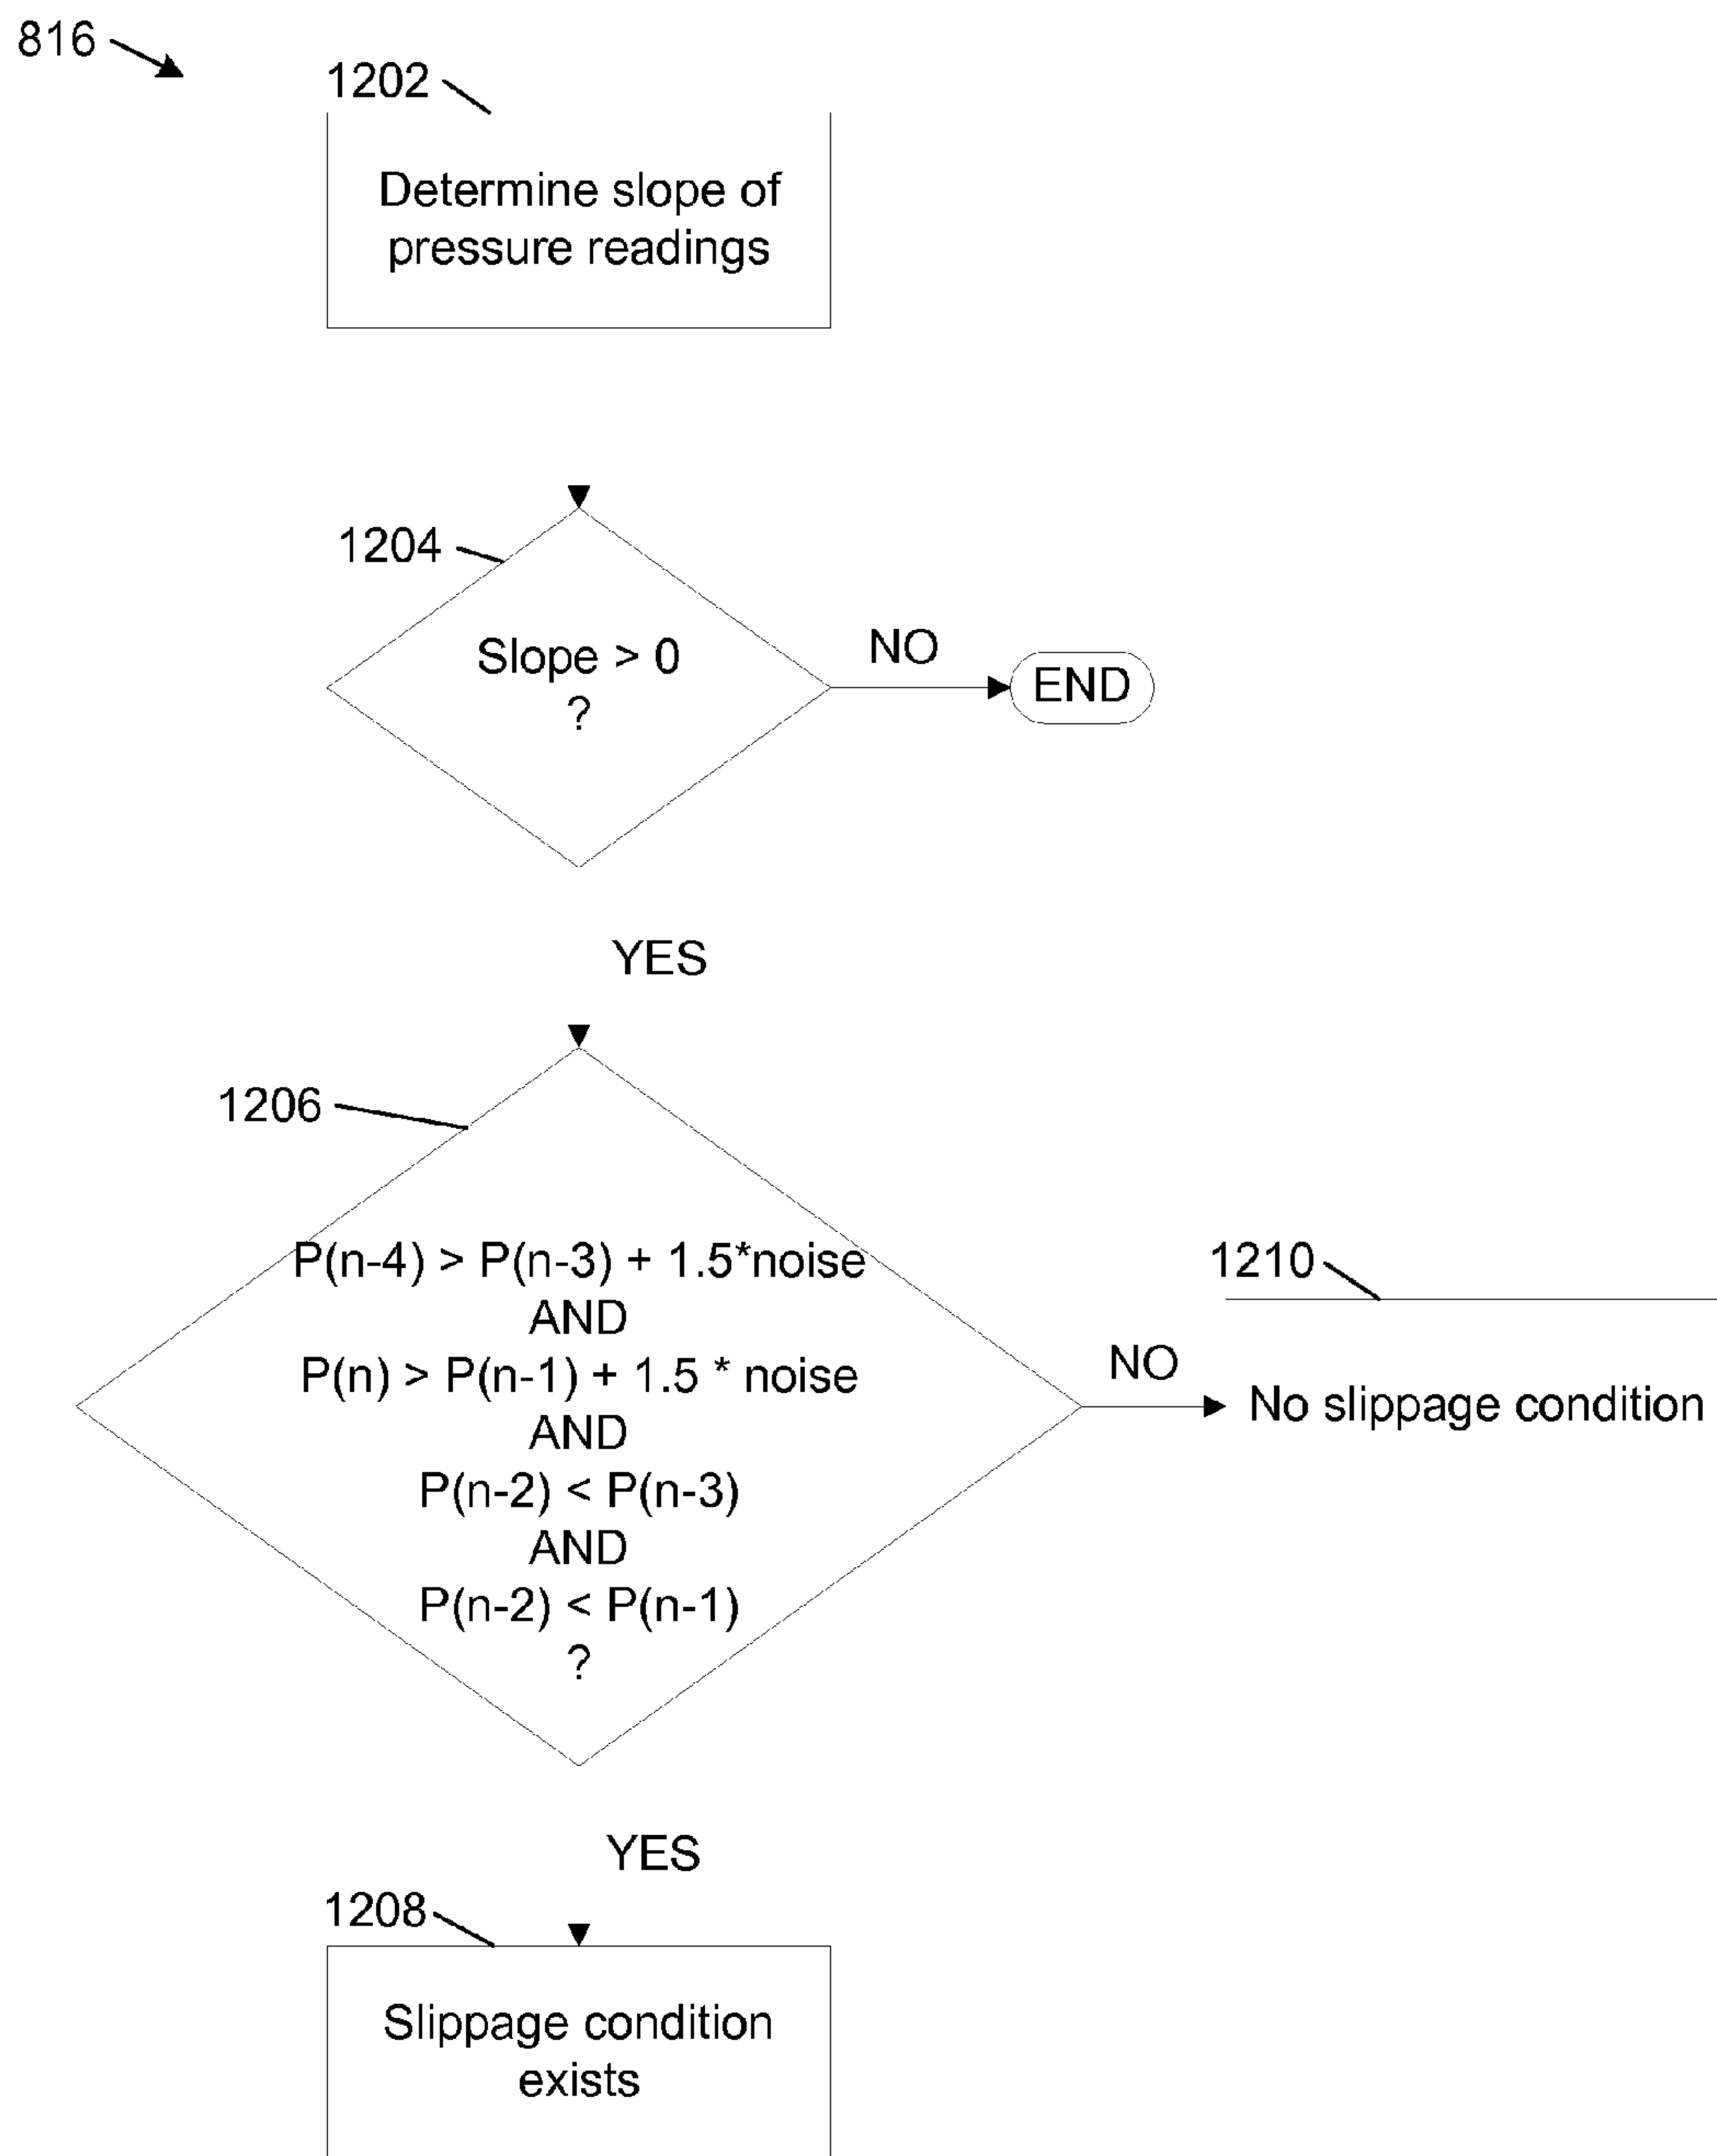 816
1202
Determine slope of
pressure readings
1204
Slope > 0
?
NO
END
YES
1206
P(n-4) > P(n-3) + 1.5*noise
AND
P(n) > P(n-1) + 1.5 * noise
AND
P(n-2) < P(n-3)
AND
P(n-2) < P(n-1)
?
NO
1210
No slippage condition
YES
1208
Slippage condition
exists